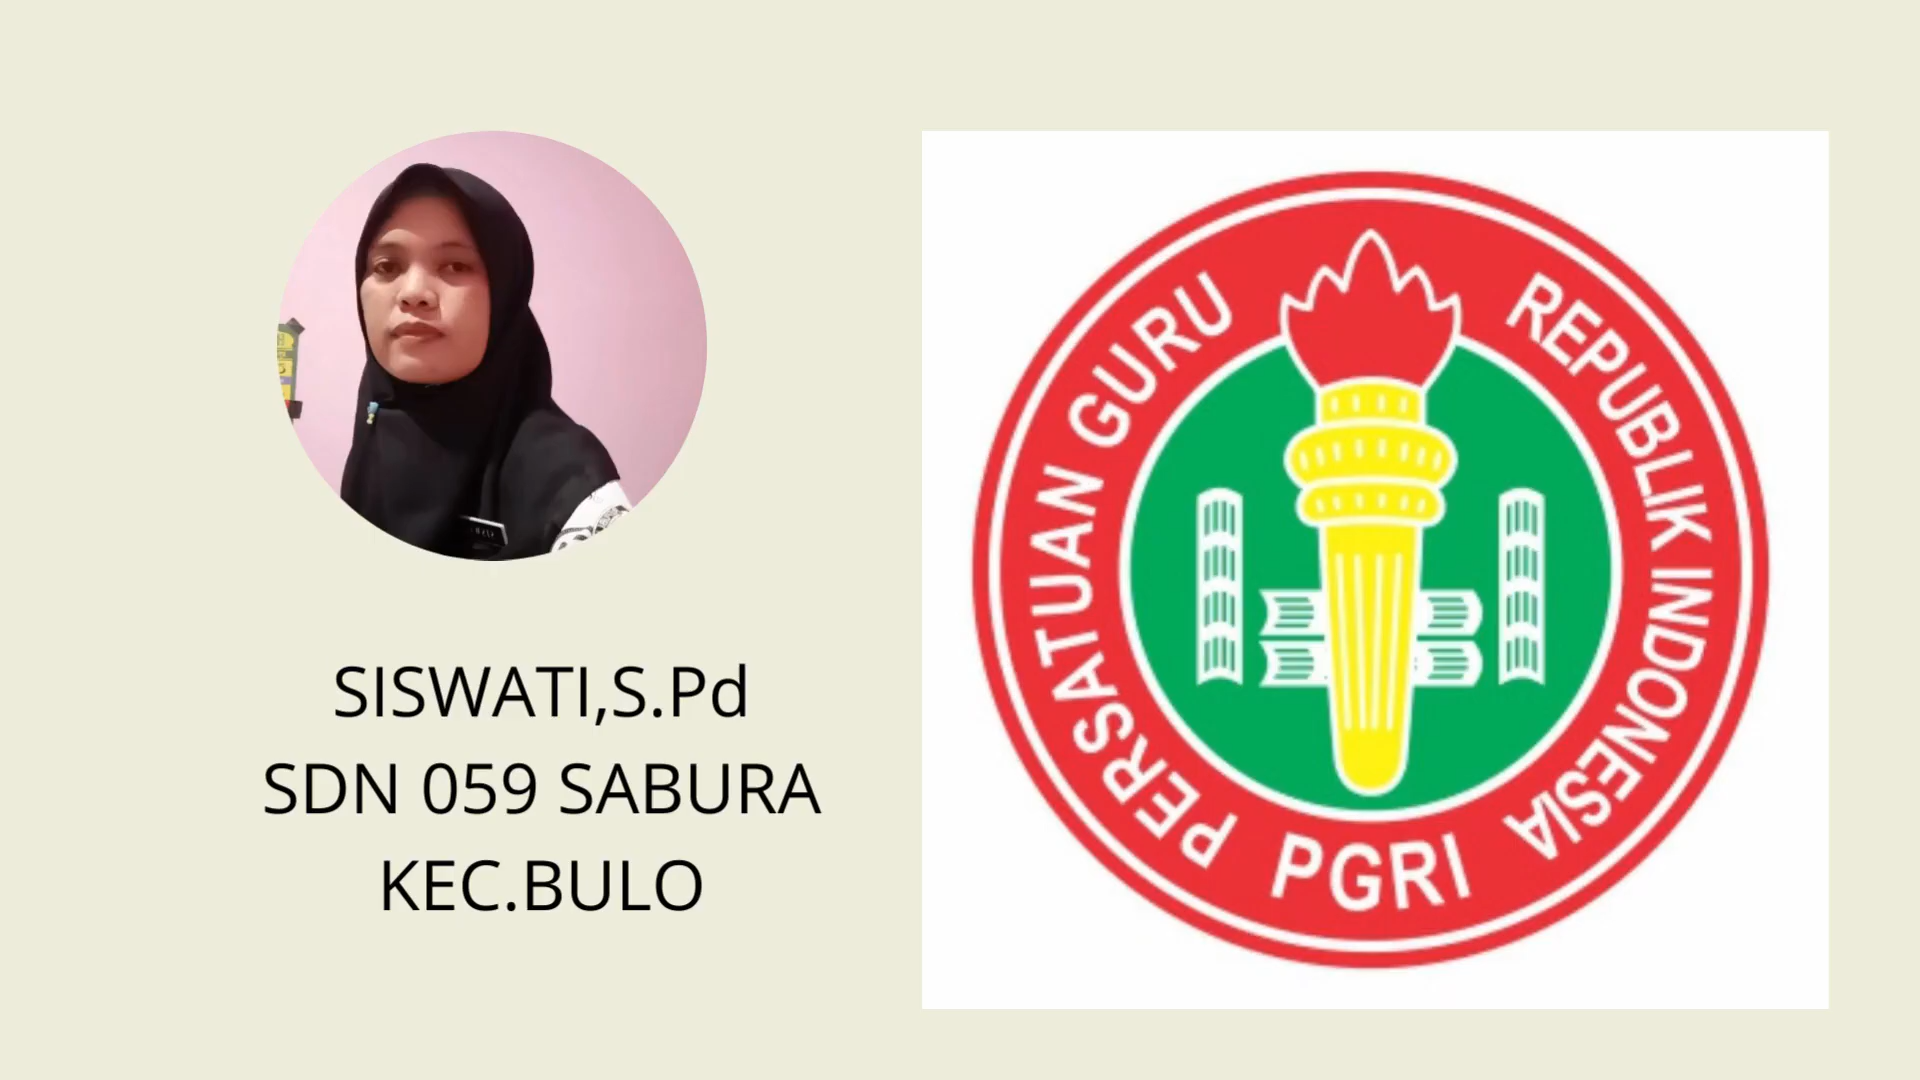 SISWATI,S.Pd
SDN 059 SABURA
KEC.BULO
PERSATUAN GURU REPUBLIK INDONESIA
PGRI